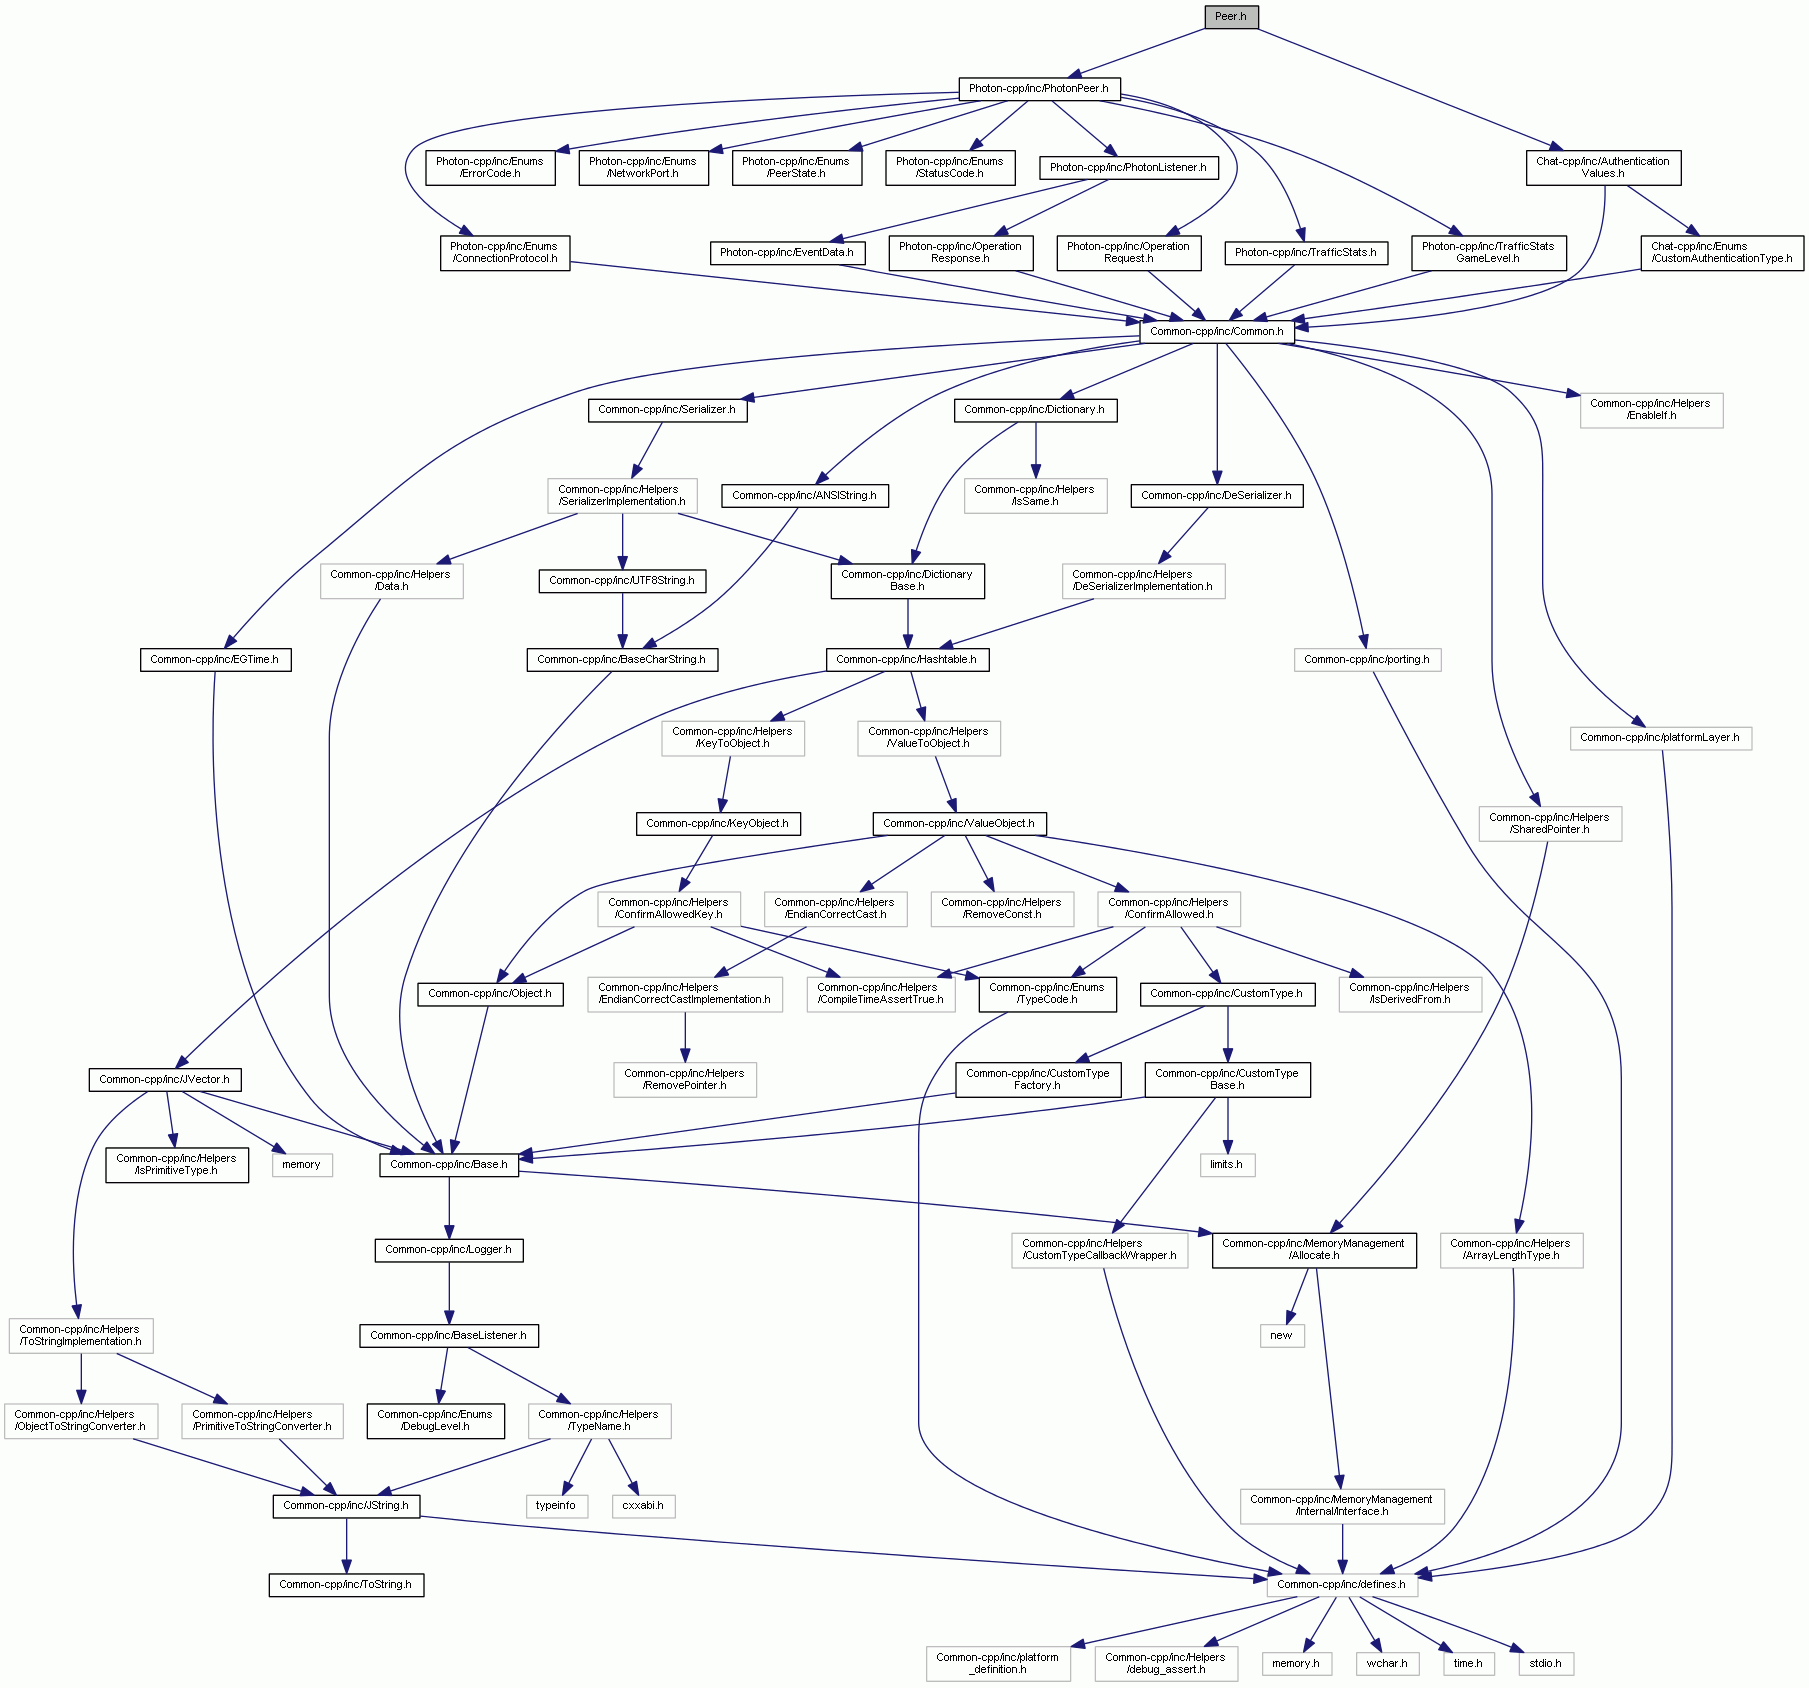 Peer.h
Photon-cpp/inc/PhotonPeer.h
Photon-cpp/inc/Enums
/ErrorCode.h
Photon-cpp/inc/Enums
/NetworkPort.h
Photon-cpp/inc/Enums
/PeerState.h
Photon-cpp/inc/Enums
/StatusCode.h
Photon-cpp/inc/PhotonListener.h
Chat-cpp/inc/Authentication
Values.h
Photon-cpp/inc/Enums
/ConnectionProtocol.h
Photon-cpp/inc/EventData.h
Photon-cpp/inc/Operation
Response.h
Photon-cpp/inc/Operation
Request.h
Photon-cpp/inc/TrafficStats.h
Photon-cpp/inc/TrafficStats
GameLevel.h
Chat-cpp/inc/Enums
/CustomAuthenticationType.h
Common-cpp/inc/Common.h
Common-cpp/inc/Serializer.h
Common-cpp/inc/Dictionary.h
Common-cpp/inc/Helpers
/EnableIf.h
Common-cpp/inc/Helpers
/SerializerImplementation.h
Common-cpp/inc/ANSIString.h
Common-cpp/inc/Helpers
/IsSame.h
Common-cpp/inc/DeSerializer.h
Common-cpp/inc/Helpers
/Data.h
Common-cpp/inc/UTF8String.h
Common-cpp/inc/Dictionary
Base.h
Common-cpp/inc/Helpers
/DeSerializerImplementation.h
Common-cpp/inc/EGTime.h
Common-cpp/inc/BaseCharString.h
Common-cpp/inc/Hashtable.h
Common-cpp/inc/porting.h
Common-cpp/inc/Helpers
/KeyToObject.h
Common-cpp/inc/Helpers
/ValueToObject.h
Common-cpp/inc/platformLayer.h
Common-cpp/inc/KeyObject.h
Common-cpp/inc/ValueObject.h
Common-cpp/inc/Helpers
/SharedPointer.h
Common-cpp/inc/Helpers
/ConfirmAllowedKey.h
Common-cpp/inc/Helpers
/EndianCorrectCast.h
Common-cpp/inc/Helpers
/RemoveConst.h
Common-cpp/inc/Helpers
/ConfirmAllowed.h
Common-cpp/inc/Object.h
Common-cpp/inc/Helpers
/EndianCorrectCastImplementation.h
Common-cpp/inc/Helpers
/CompileTimeAssertTrue.h
Common-cpp/inc/Enums
/TypeCode.h
Common-cpp/inc/CustomType.h
Common-cpp/inc/Helpers
/IsDerivedFrom.h
Common-cpp/inc/JVector.h
Common-cpp/inc/Helpers
/RemovePointer.h
Common-cpp/inc/CustomType
Factory.h
Common-cpp/inc/CustomType
Base.h
Common-cpp/inc/Helpers
/IsPrimitiveType.h
memory
Common-cpp/inc/Base.h
limits.h
Common-cpp/inc/Logger.h
Common-cpp/inc/Helpers
/CustomTypeCallbackWrapper.h
Common-cpp/inc/MemoryManagement
/Allocate.h
Common-cpp/inc/Helpers
/ArrayLengthType.h
Common-cpp/inc/Helpers
/ToStringImplementation.h
Common-cpp/inc/BaseListener.h
new
Common-cpp/inc/Helpers
/ObjectToStringConverter.h
Common-cpp/inc/Helpers
/PrimitiveToStringConverter.h
Common-cpp/inc/Enums
/DebugLevel.h
Common-cpp/inc/Helpers
/TypeName.h
Common-cpp/inc/JString.h
typeinfo
cxxabi.h
Common-cpp/inc/MemoryManagement
/Internal/Interface.h
Common-cpp/inc/ToString.h
Common-cpp/inc/defines.h
Common-cpp/inc/platform
_definition.h
Common-cpp/inc/Helpers
/debug_assert.h
memory.h
wchar.h
time.h
stdio.h